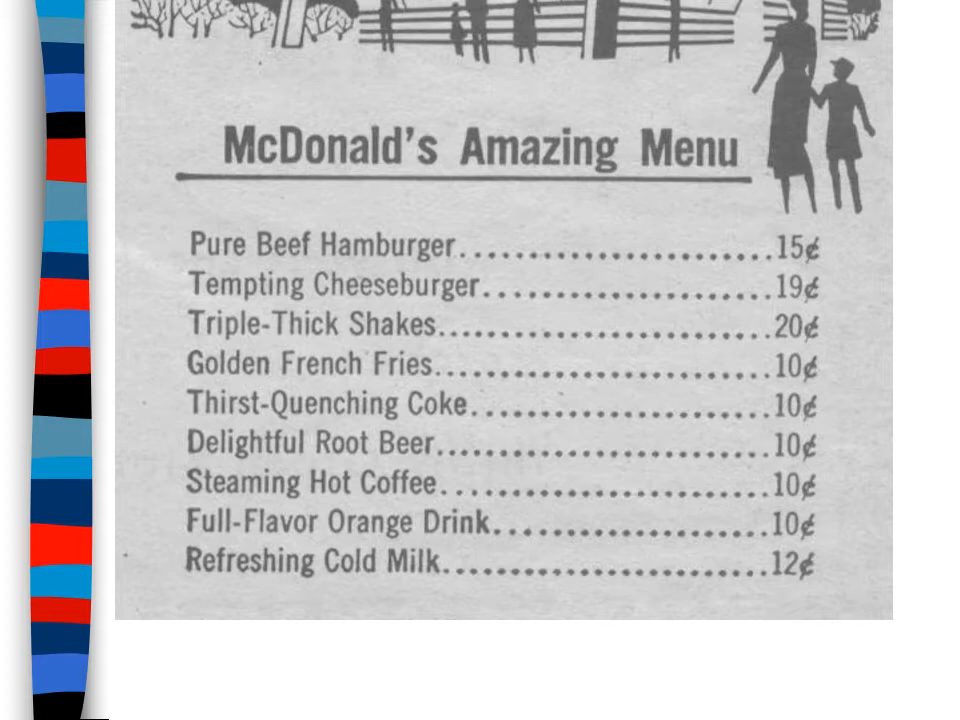 McDonald's Amazing Menu
Pure Beef Hamburger..............................15¢
Tempting Cheeseburger..........................19¢
Triple-Thick Shakes..............................20¢
Golden French Fries..............................10¢
Thirst-Quenching Coke..........................10¢
Delightful Root Beer..............................10¢
Steaming Hot Coffee..............................10¢
Full-Flavor Orange Drink.........................10¢
Refreshing Cold Milk..............................12¢